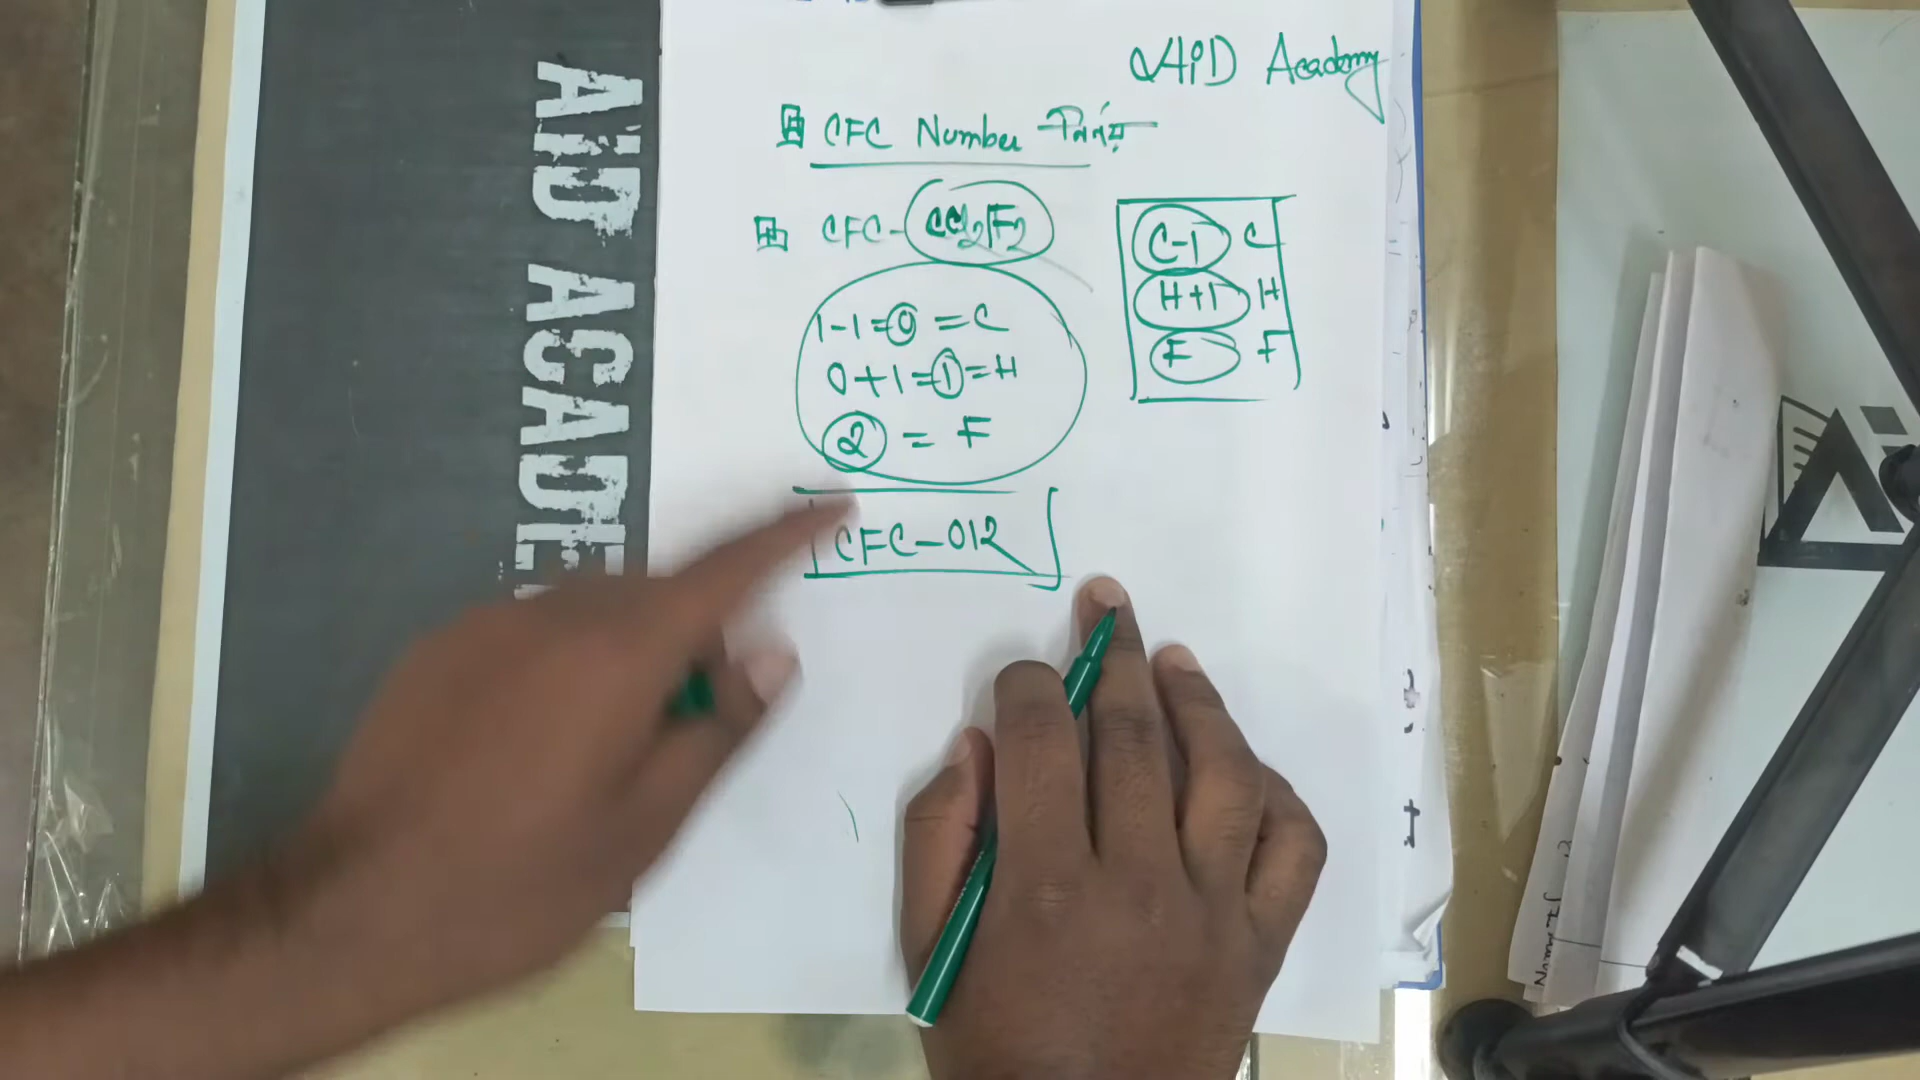 AID Academy
CFC Number নির্ণয়
CFC-CCl2F2
1-1=0 = C
0+1=1=H
2 = F
CFC-012
C-1 C
H+1 H
F F
AID ACADE